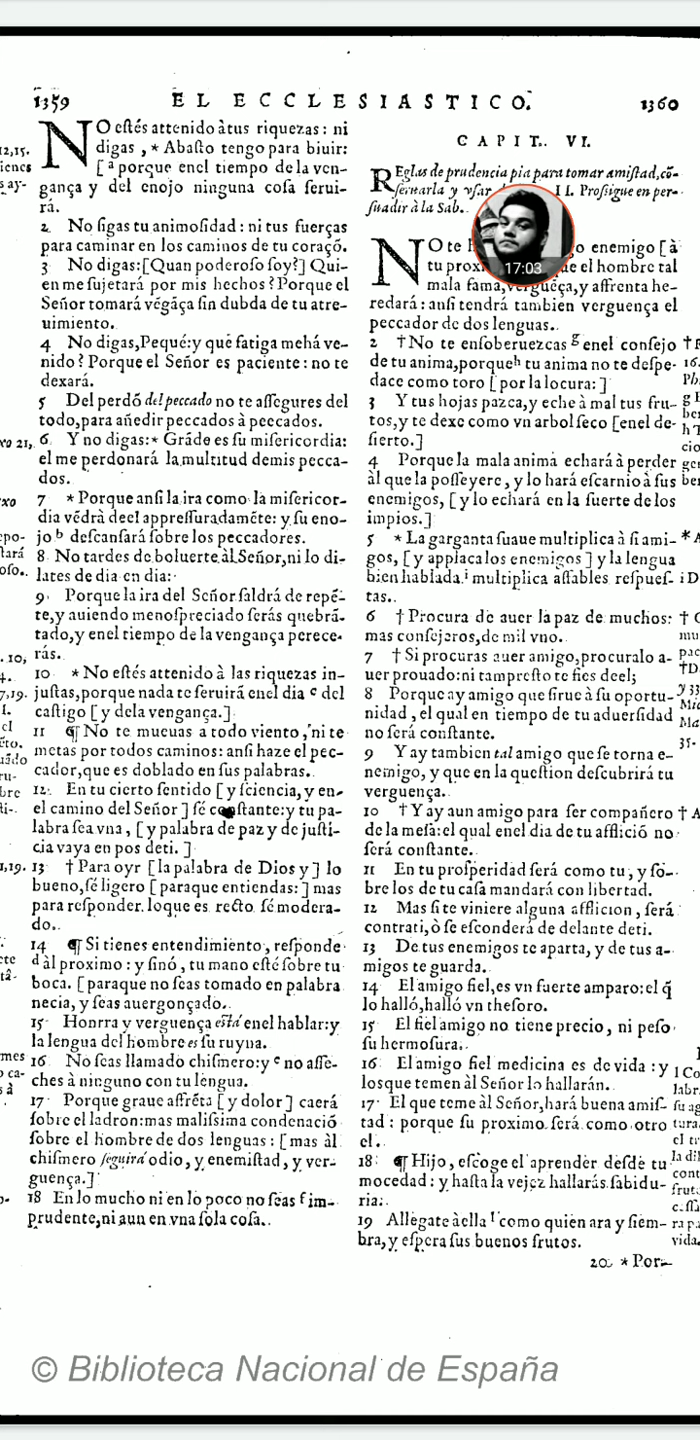 1359 EL ECCLESIASTICO. 1360
NO estés attenido àtus riquezas: ni
digas, * Abasto tengo para biuir:
[ª porque enel tiempo dela ven-
gança y del enojo ninguna cosa serui-
rá.
2 No sigas tu animosidad: ni tus fuerças
para caminar en los caminos de tu coraçõ.
3 No digas:[Quan poderoso soy?] Qui-
en me sujetará por mis hechos? Porque el
Señor tomará vẽgãça sin dubda de tu atre-
uimiento.
4 No digas, Pequé:y qué fatiga mehá ve-
nido? Porque el Señor es paciente: no te
dexará.
5 Del perdõ del peccado no te assegures del
todo,para añedir peccados à peccados.
6 Y no digas:* Grãde es su misericordia:
el me perdonará la multitud demis pecca-
dos.
7 * Porque ansi la ira como la misericor-
dia vẽdrà deel appressuradamẽte: y su eno-
jo ᵇ descansará sobre los peccadores.
8 No tardes de boluerte àl Señor,ni lo di-
lates de dia en dia:
9 Porque la ira del Señor saldrá de repẽ-
te,y auiendo menospreciado serás quebrã-
tado,y enel tiempo de la vengança perece-
rás.
10 * No estés attenido à las riquezas in-
justas,porque nada te seruirá enel dia ᶜ del
castigo [ y dela vengança.]
11 ¶ No te mueuas a todo viento, ni te
metas por todos caminos: ansi haze el pec-
cador,que es doblado en sus palabras.
12 En tu cierto sentido [ y sciencia, y en-
el camino del Señor ] sé constante:y tu pa-
labra sea vna, [ y palabra de paz y de justi-
cia vaya en pos deti. ]
13 † Para oyr [ la palabra de Dios y ] lo
bueno,sé ligero [ paraque entiendas: ] mas
para responder loque es recto sé modera-
do.
14 ¶ Si tienes entendimiento, responde
ᵈ àl proximo: y sinó, tu mano esté sobre tu
boca. [ paraque no seas tomado en palabra
necia, y seas auergonçado.
15 Honrra y verguença está enel hablar:y
la lengua del hombre es su ruyna.
16 No seas llamado chismero:y ᵉ no asse-
ches à ninguno con tu lengua.
17 Porque graue affrẽta [ y dolor ] caerá
sobre el ladron:mas malissima condenació
sobre el hombre de dos lenguas: [ mas àl
chismero seguirá odio, y enemistad, y ver-
guença.]
18 En lo mucho ni en lo poco no seas ᶠ im-
prudente,ni aun en vna sola cosa.
CAPIT. VI.
REglas de prudencia pia para tomar amistad,cõ-
seruarla y vsar II. Prosigue en per-
suadir à la Sab.
NO te enemigo [ à
tu el hombre tal
mala fama,verguẽça,y affrenta he-
redará: ansi tendrá tambien verguença el
peccador de dos lenguas.
2 † No te ensoberuezcas ᵍ enel consejo
de tu anima,porqueʰ tu anima no te despe-
dace como toro [ por la locura: ]
3 Y tus hojas pazca,y eche à mal tus fru-
tos,y te dexe como vn arbol seco [enel de-
sierto.]
4 Porque la mala anima echará à perder
àl que la posseyere, y lo hará escarnio à sus
enemigos, [ y lo echará en la suerte de los
impios.]
5 * La garganta suaue multiplica à si ami-
gos, [ y applaca los enemigos ] y la lengua
bien hablada ⁱ multiplica affables respues-
tas.
6 † Procura de auer la paz de muchos:
mas consejeros,de mil vno.
7 † Si procuras auer amigo,procuralo a-
uer prouado:ni tampresto te fies deel;
8 Porque ay amigo que sirue à su oportu-
nidad, el qual en tiempo de tu aduersidad
no será constante.
9 Y ay tambien tal amigo que se torna e-
nemigo, y que en la question descubrirá tu
verguença.
10 † Y ay aun amigo para ser compañero
de la mesa:el qual enel dia de tu afflició no
será constante.
11 En tu prosperidad será como tu, y so-
bre los de tu casa mandará con libertad.
12 Mas si te viniere alguna afflicion, será
contrati,ò se esconderá de delante deti.
13 De tus enemigos te aparta, y de tus a-
migos te guarda.
14 El amigo fiel,es vn fuerte amparo:el q̃
lo halló,halló vn thesoro.
15 El fiel amigo no tiene precio, ni peso
su hermosura.
16 El amigo fiel medicina es de vida: y
losque temen àl Señor lo hallarán.
17 El que teme àl Señor,hará buena amis-
tad: porque su proximo será como otro
el.
18 ¶ Hijo, escoge el aprender desde tu
mocedad: y hasta la vejez hallarás sabidu-
ria:
19 Allegate àella ˡ como quien ara y siem-
bra,y espera sus buenos frutos.
20 * Por-
17:03
© Biblioteca Nacional de España